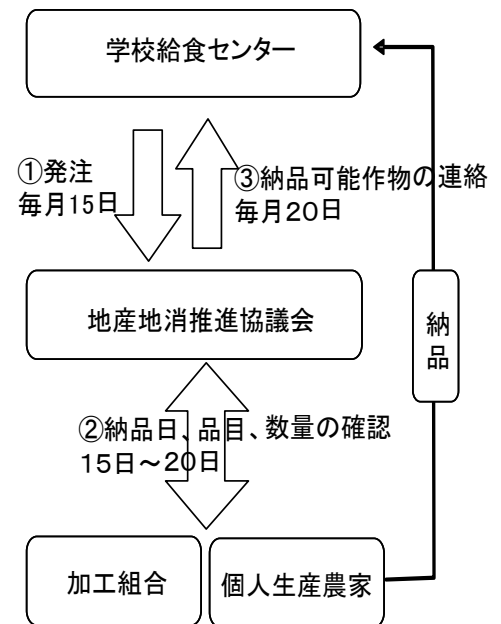 学校給食センター
①発注
毎月15日
③納品可能作物の連絡
毎月20日
地産地消推進協議会
納品
②納品日、品目、数量の確認
15日～20日
加工組合
個人生産農家